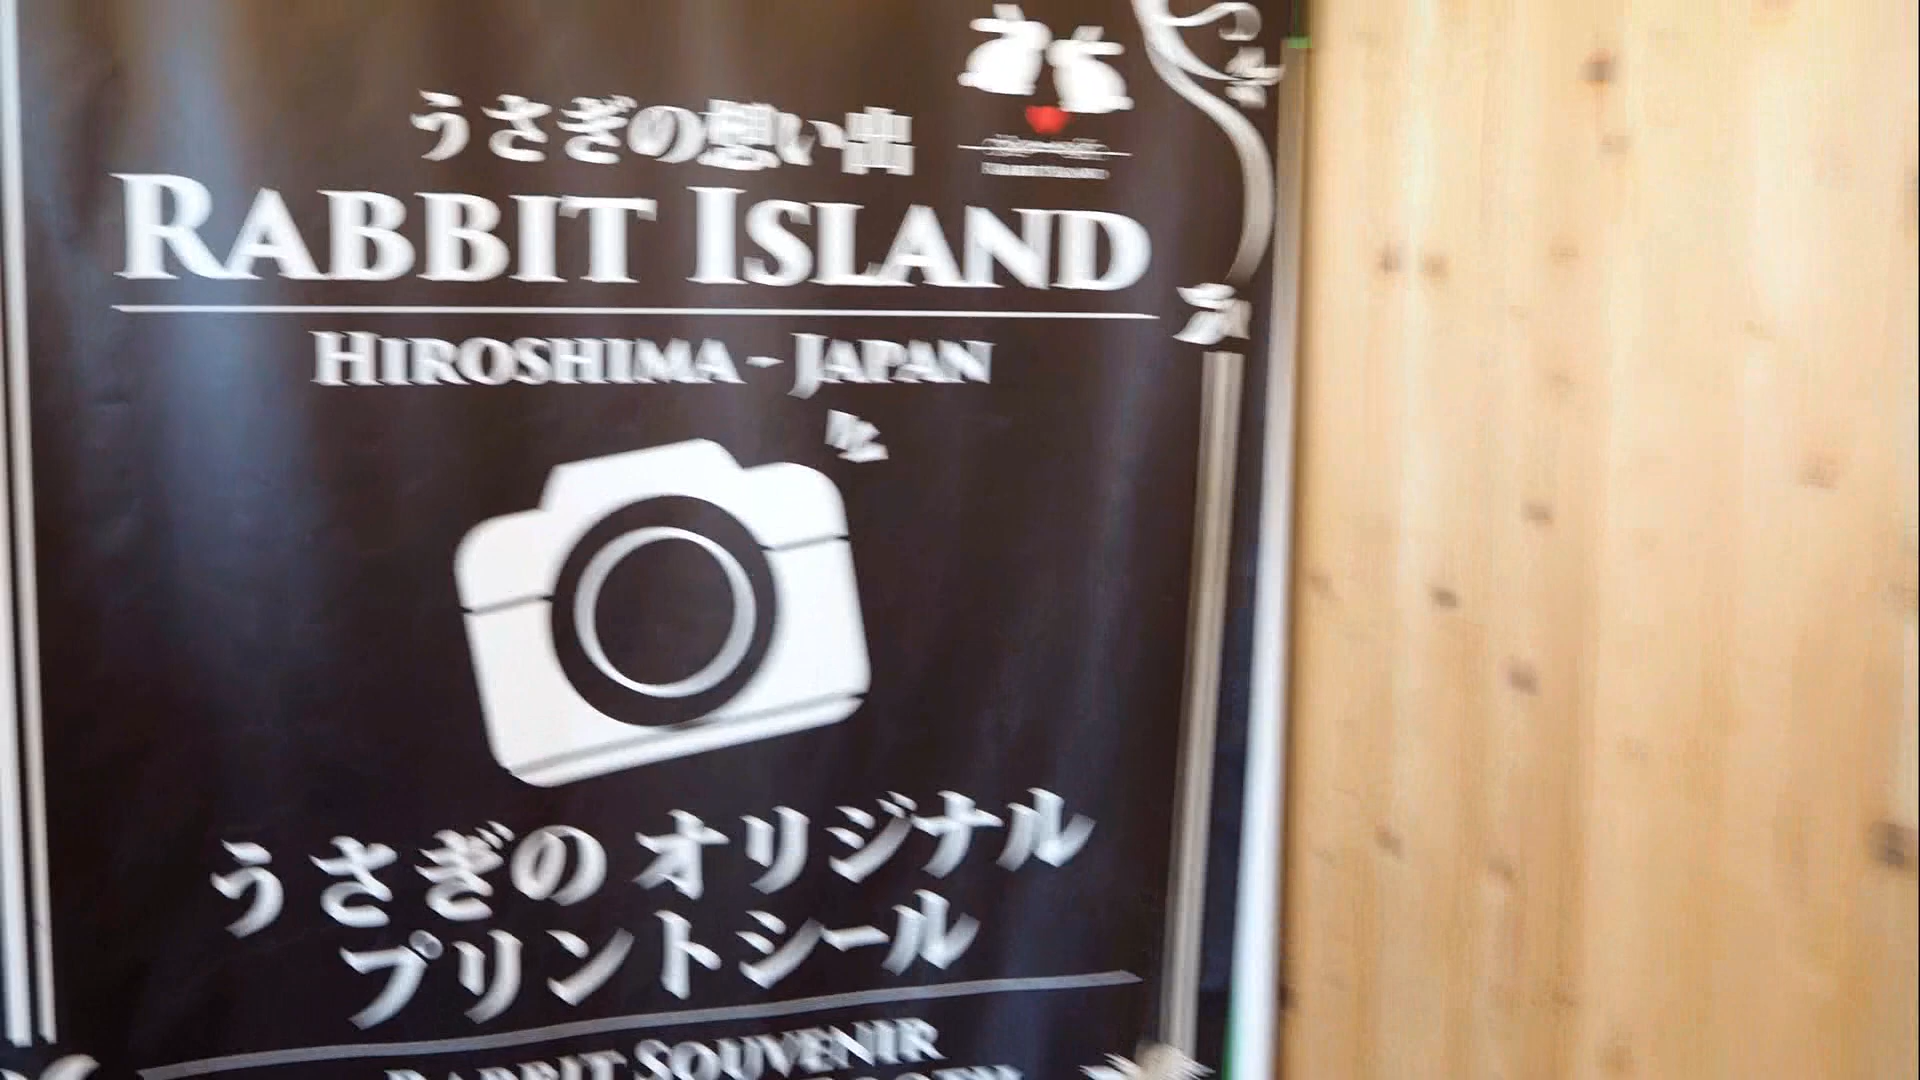 うさぎの想い出
RABBIT ISLAND
HIROSHIMA - JAPAN
うさぎの オリジナル
プリントシール
RABBIT SOUVENIR